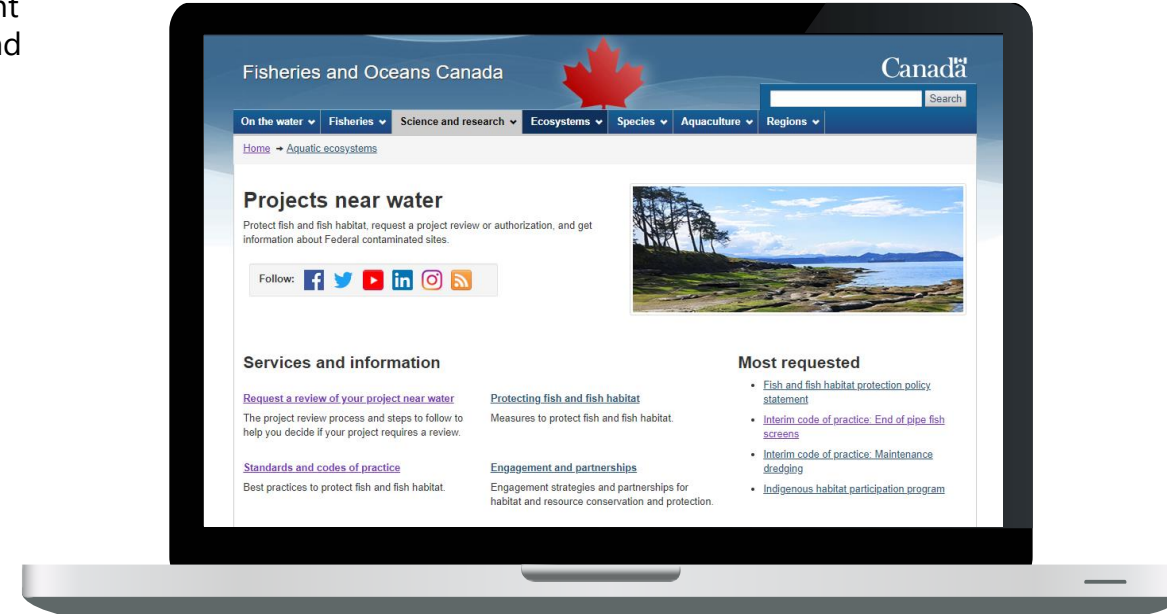 Fisheries and Oceans Canada
Canada
Search
On the water Fisheries Science and research Ecosystems Species Aquaculture Regions
Home → Aquatic ecosystems
Projects near water
Protect fish and fish habitat, request a project review or authorization, and get
information about Federal contaminated sites.
Follow:
Services and information
Request a review of your project near water
The project review process and steps to follow to
help you decide if your project requires a review.
Protecting fish and fish habitat
Measures to protect fish and fish habitat.
Standards and codes of practice
Best practices to protect fish and fish habitat.
Engagement and partnerships
Engagement strategies and partnerships for
habitat and resource conservation and protection.
Most requested
• Fish and fish habitat protection policy
statement
• Interim code of practice: End of pipe fish
screens
• Interim code of practice: Maintenance
dredging
• Indigenous habitat participation program